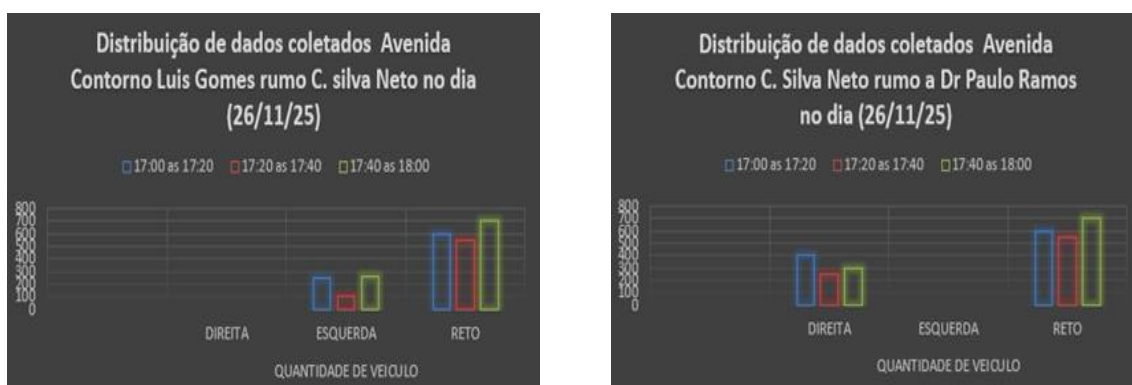 Distribuição de dados coletados Avenida
Contorno Luis Gomes rumo C. silva Neto no dia
(26/11/25)
17:00 as 17:20 17:20 as 17:40 17:40 as 18:00
800
700
600
500
400
300
200
100
0
DIREITA ESQUERDA RETO
QUANTIDADE DE VEICULO
Distribuição de dados coletados Avenida
Contorno C. Silva Neto rumo a Dr Paulo Ramos
no dia (26/11/25)
17:00 as 17:20 17:20 as 17:40 17:40 as 18:00
800
700
600
500
400
300
200
100
0
DIREITA ESQUERDA RETO
QUANTIDADE DE VEICULO